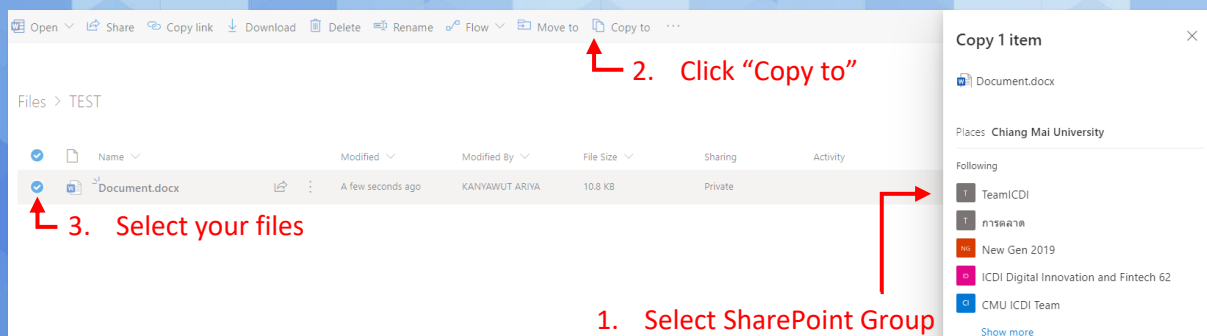 Open Share Copy link Download Delete Rename Flow Move to Copy to ...
2. Click “Copy to”
Files > TEST
Name Modified Modified By File Size Sharing Activity
Document.docx A few seconds ago KANYAWUT ARIYA 10.8 KB Private
3. Select your files
1. Select SharePoint Group
Copy 1 item
Document.docx
Places Chiang Mai University
Following
T TeamICDI
T การตลาด
NG New Gen 2019
ID ICDI Digital Innovation and Fintech 62
CI CMU ICDI Team
Show more